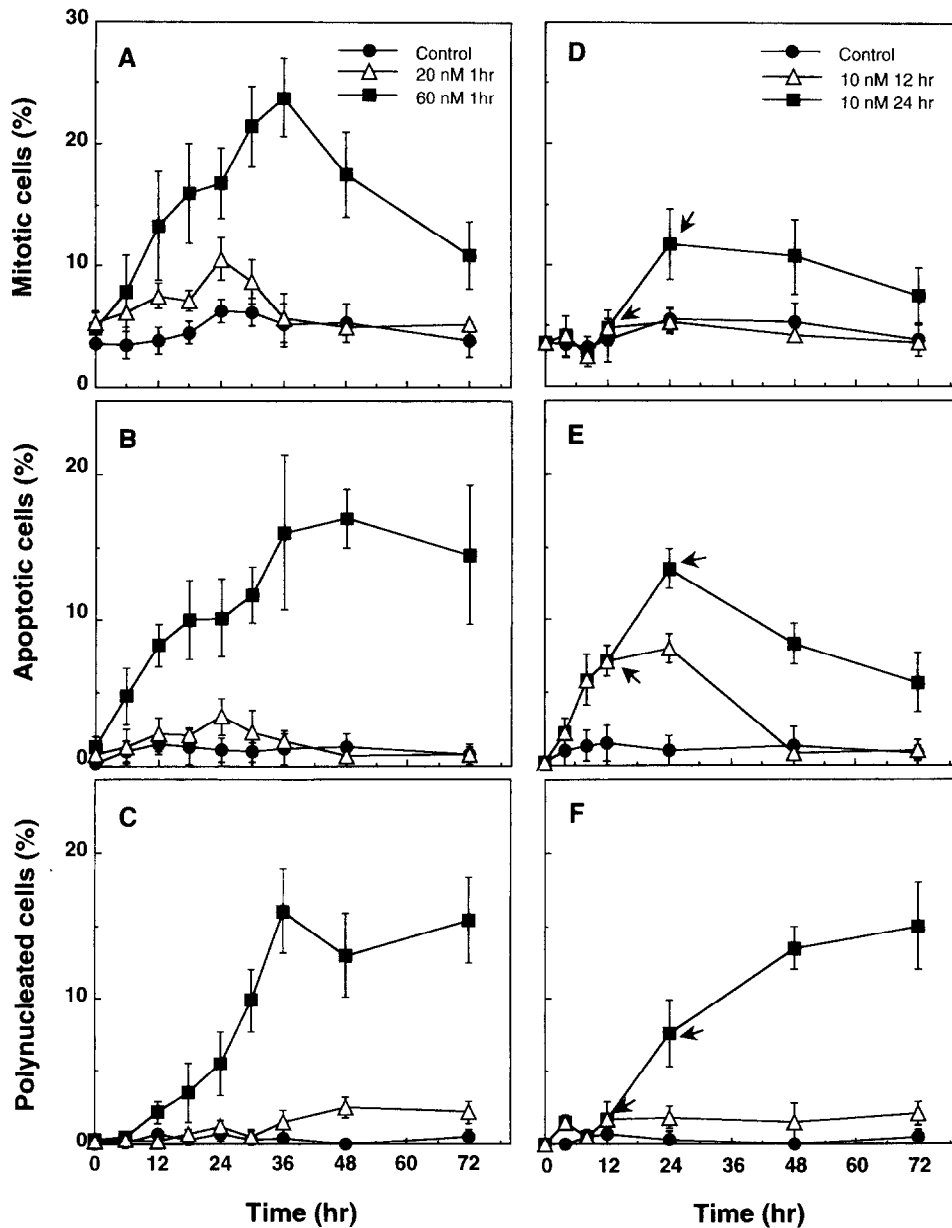 A
Control
20 nM 1hr
60 nM 1hr
Mitotic cells (%)
30
20
10
0
D
Control
10 nM 12 hr
10 nM 24 hr
B
Apoptotic cells (%)
20
10
0
E
C
Polynucleated cells (%)
20
10
0
F
0 12 24 36 48 60 72
0 12 24 36 48 60 72
Time (hr)
Time (hr)